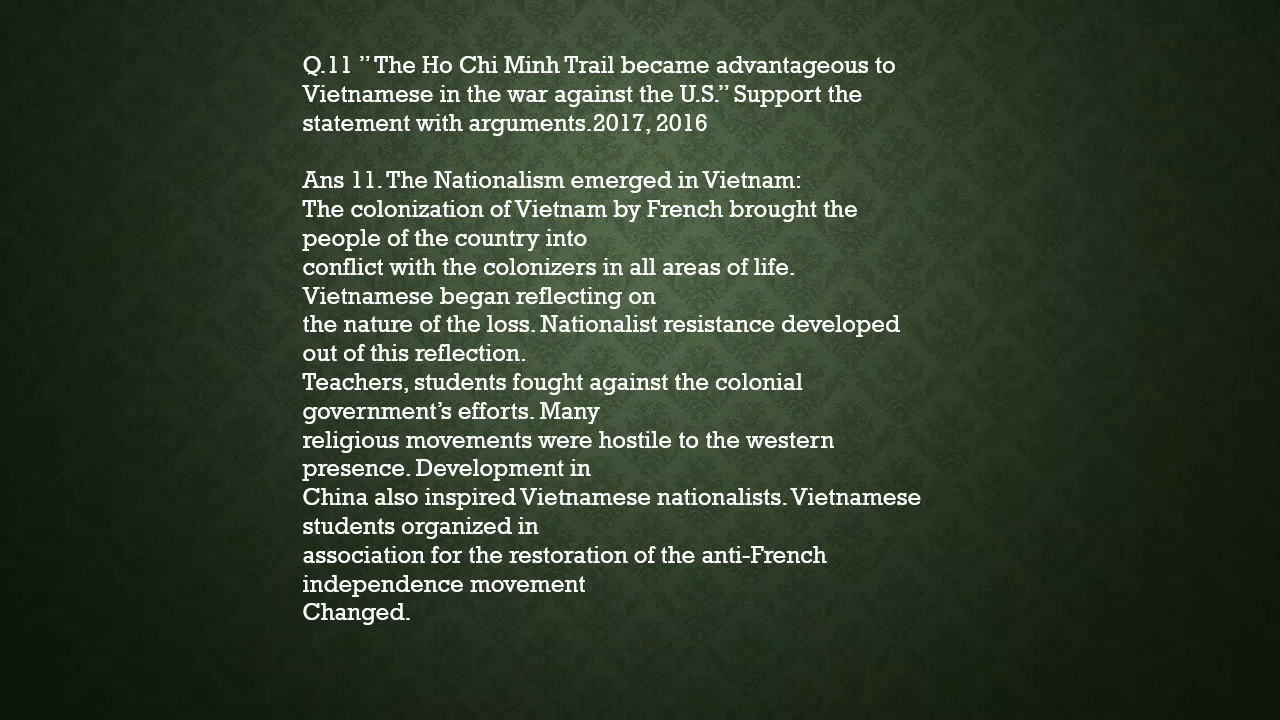 Q.11 ” The Ho Chi Minh Trail became advantageous to
Vietnamese in the war against the U.S.” Support the
statement with arguments.2017, 2016
Ans 11. The Nationalism emerged in Vietnam:
The colonization of Vietnam by French brought the
people of the country into
conflict with the colonizers in all areas of life.
Vietnamese began reflecting on
the nature of the loss. Nationalist resistance developed
out of this reflection.
Teachers, students fought against the colonial
government’s efforts. Many
religious movements were hostile to the western
presence. Development in
China also inspired Vietnamese nationalists. Vietnamese
students organized in
association for the restoration of the anti-French
independence movement
Changed.